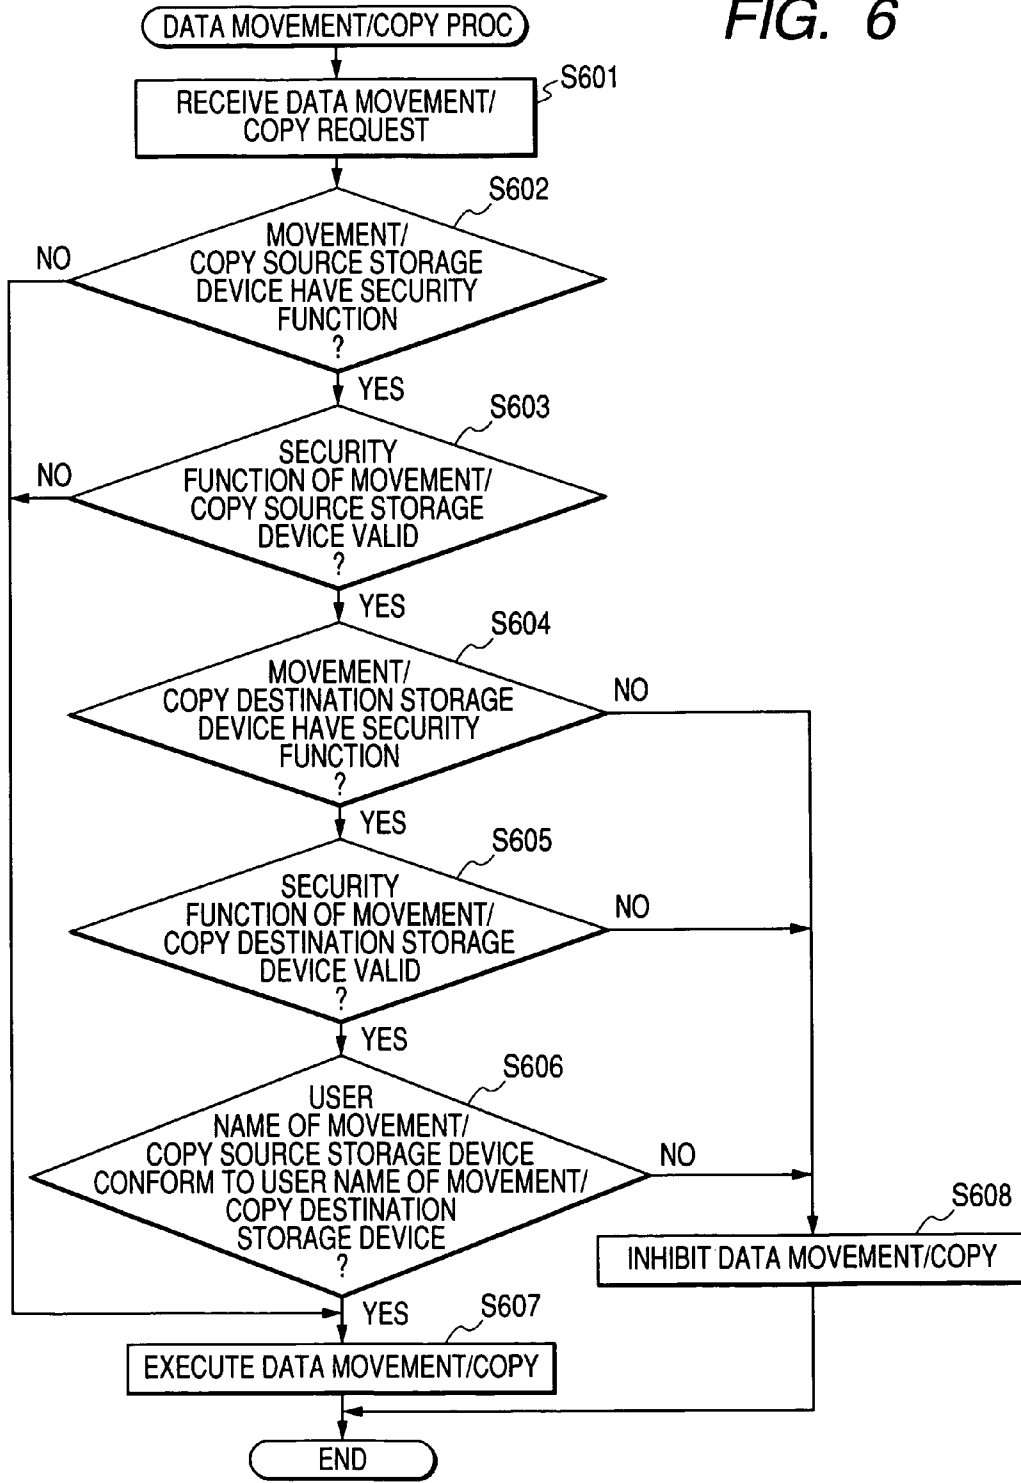 FIG. 6
DATA MOVEMENT/COPY PROC
S601
RECEIVE DATA MOVEMENT/
COPY REQUEST
S602
MOVEMENT/
COPY SOURCE STORAGE
DEVICE HAVE SECURITY
FUNCTION
?
NO
YES
S603
SECURITY
FUNCTION OF MOVEMENT/
COPY SOURCE STORAGE
DEVICE VALID
?
NO
YES
S604
MOVEMENT/
COPY DESTINATION STORAGE
DEVICE HAVE SECURITY
FUNCTION
?
NO
YES
S605
SECURITY
FUNCTION OF MOVEMENT/
COPY DESTINATION STORAGE
DEVICE VALID
?
NO
YES
S606
USER
NAME OF MOVEMENT/
COPY SOURCE STORAGE DEVICE
CONFORM TO USER NAME OF MOVEMENT/
COPY DESTINATION
STORAGE DEVICE
?
NO
YES
S608
INHIBIT DATA MOVEMENT/COPY
S607
EXECUTE DATA MOVEMENT/COPY
END